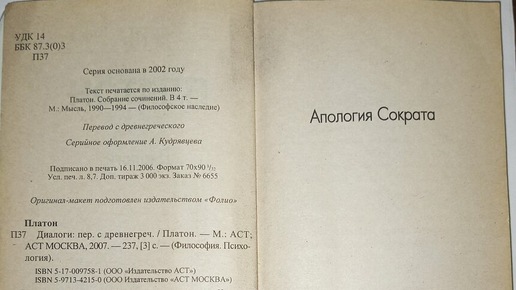 УДК 14
ББК 87.3(0)3
П37
Серия основана в 2002 году
Текст печатается по изданию:
Платон. Собрание сочинений. В 4 т. —
М.: Мысль, 1990—1994 — (Философское наследие)
Перевод с древнегреческого
Серийное оформление А. Кудрявцева
Подписано в печать 16.11.2006. Формат 70х90 1/32
Усл. печ. л. 8,7. Доп. тираж 3 000 экз. Заказ № 6655
Оригинал-макет подготовлен издательством «Фолио»
Платон
П37 Диалоги: пер. с древнегреч. / Платон. — М.: АСТ;
АСТ МОСКВА, 2007. — 237, [3] с. — (Философия. Психо-
логия).
ISBN 5-17-009758-1 (ООО «Издательство АСТ»)
ISBN 5-9713-4215-0 (ООО Издательство «АСТ МОСКВА»)
Апология Сократа